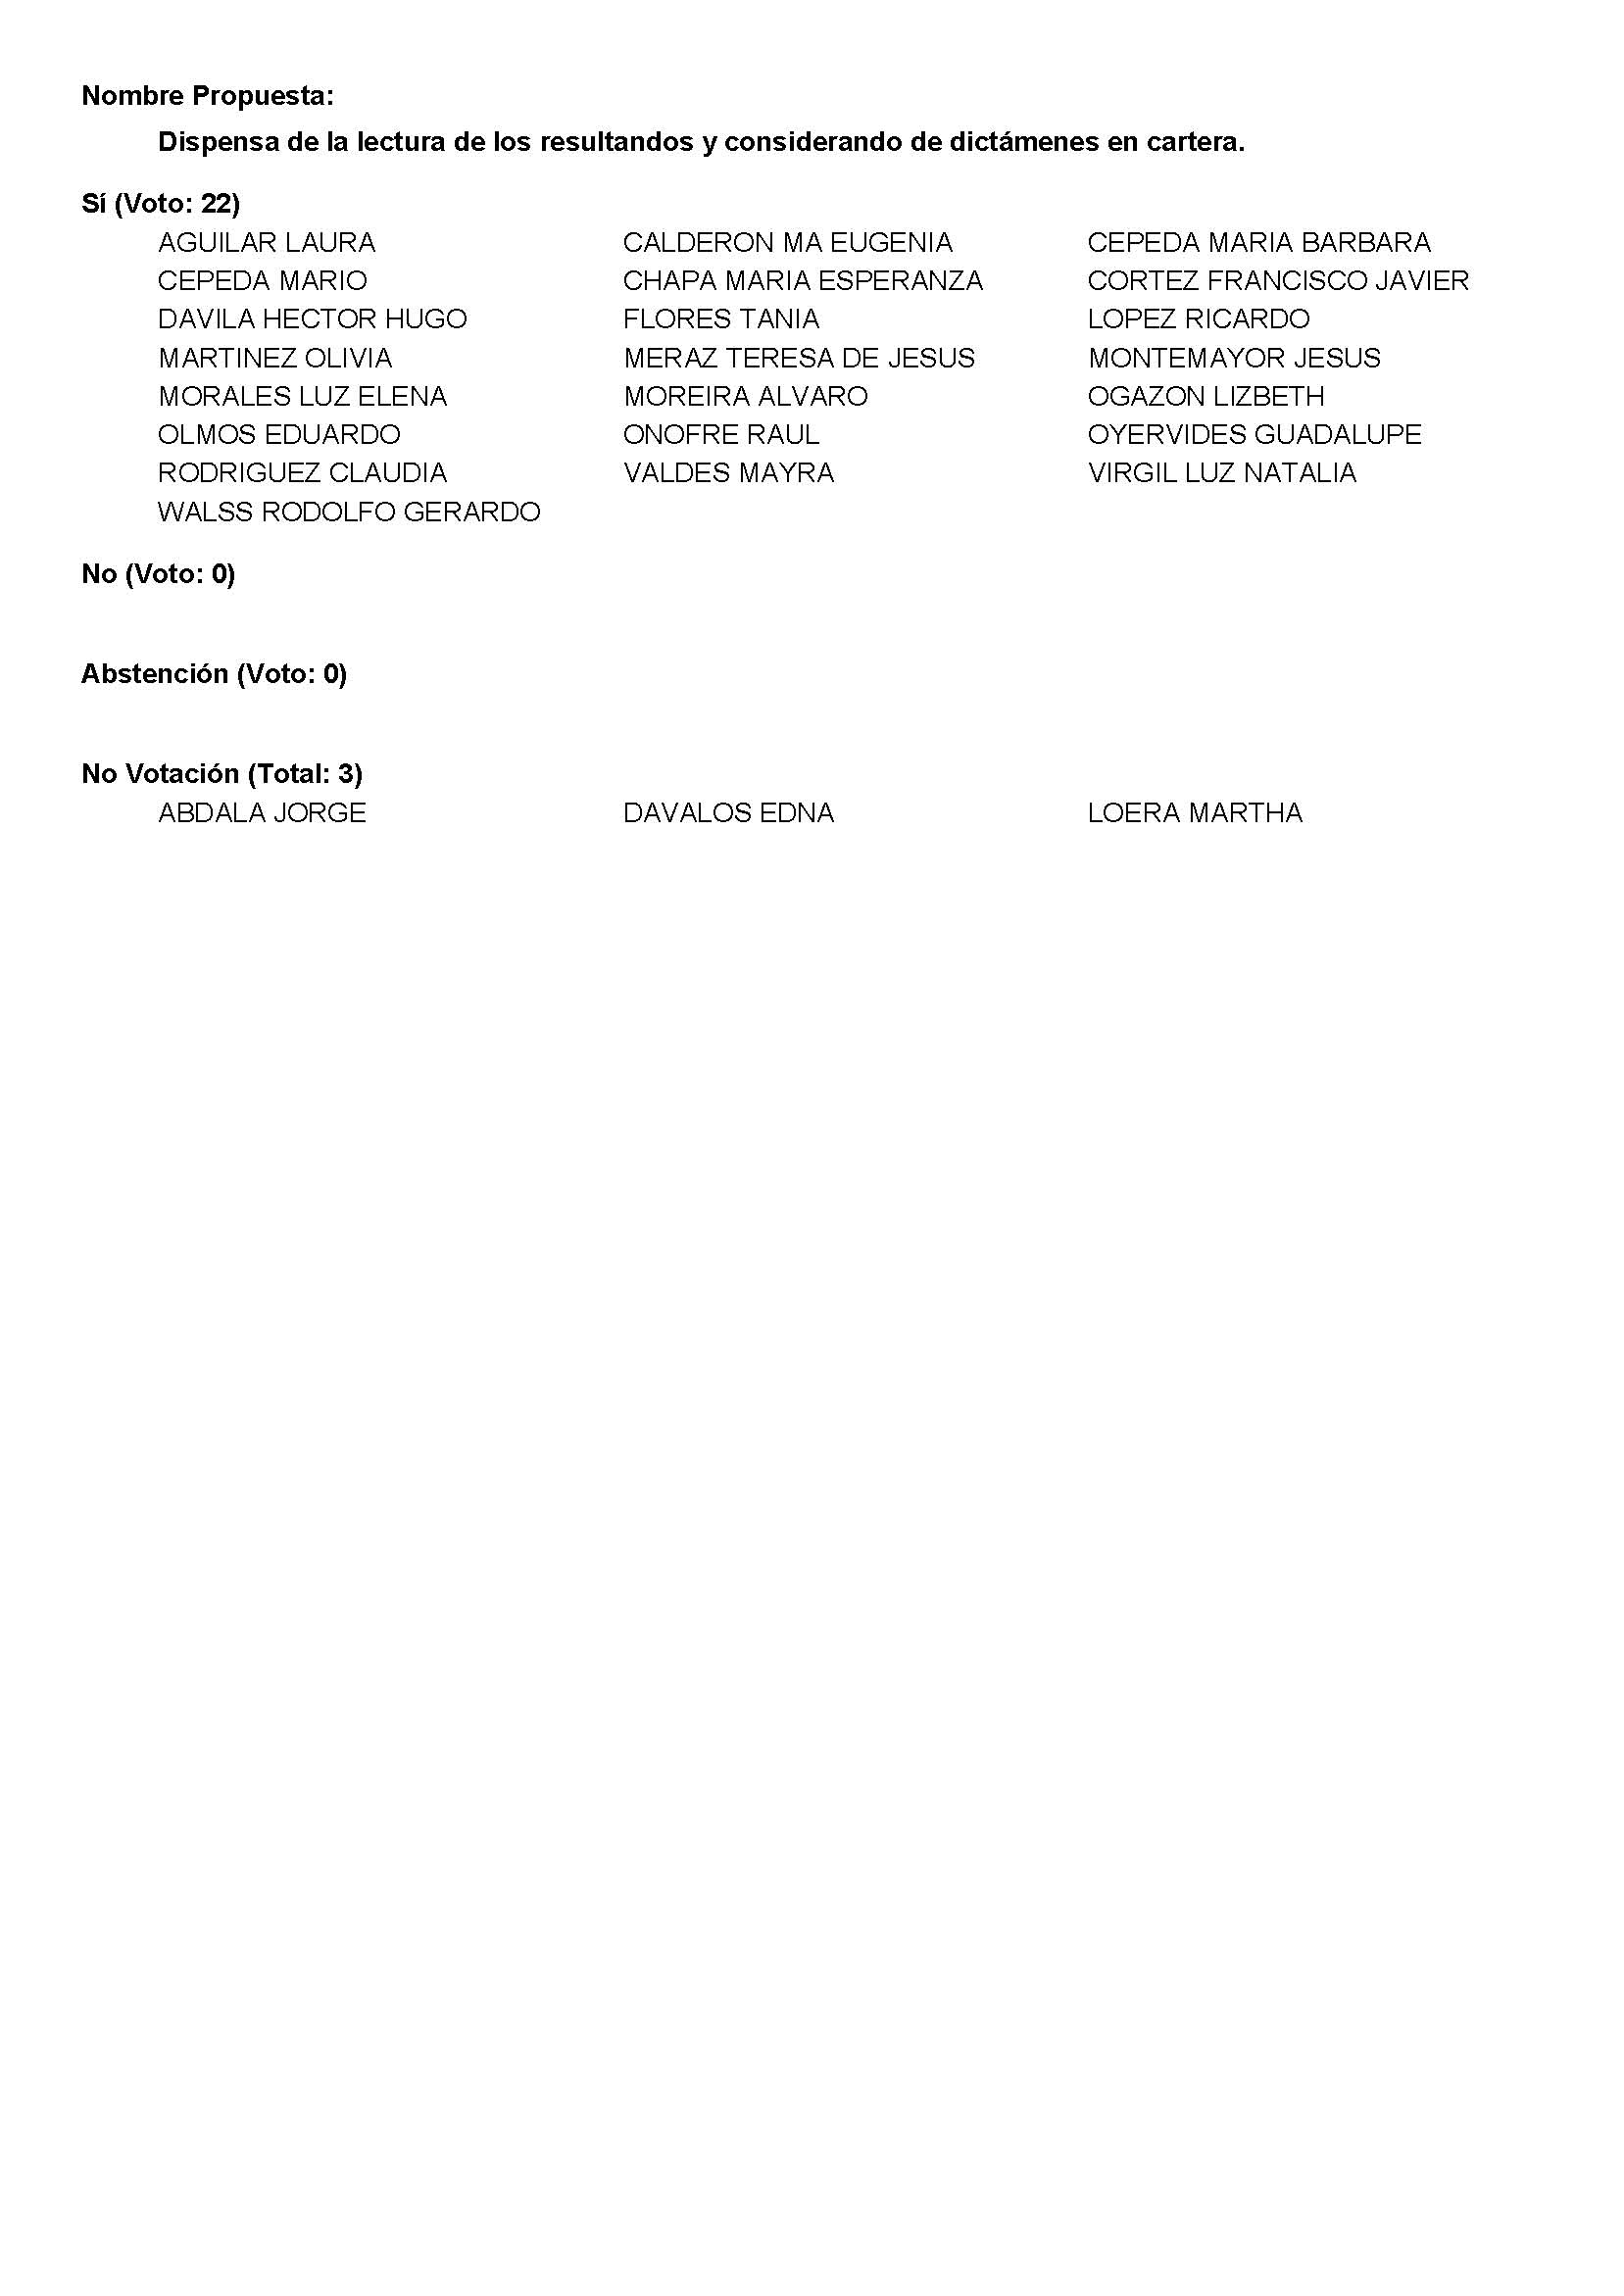 Nombre Propuesta:
Dispensa de la lectura de los resultandos y considerando de dictámenes en cartera.
Sí (Voto: 22)
AGUILAR LAURA CALDERON MA EUGENIA CEPEDA MARIA BARBARA
CEPEDA MARIO CHAPA MARIA ESPERANZA CORTEZ FRANCISCO JAVIER
DAVILA HECTOR HUGO FLORES TANIA LOPEZ RICARDO
MARTINEZ OLIVIA MERAZ TERESA DE JESUS MONTEMAYOR JESUS
MORALES LUZ ELENA MOREIRA ALVARO OGAZON LIZBETH
OLMOS EDUARDO ONOFRE RAUL OYERVIDES GUADALUPE
RODRIGUEZ CLAUDIA VALDES MAYRA VIRGIL LUZ NATALIA
WALSS RODOLFO GERARDO
No (Voto: 0)
Abstención (Voto: 0)
No Votación (Total: 3)
ABDALA JORGE DAVALOS EDNA LOERA MARTHA